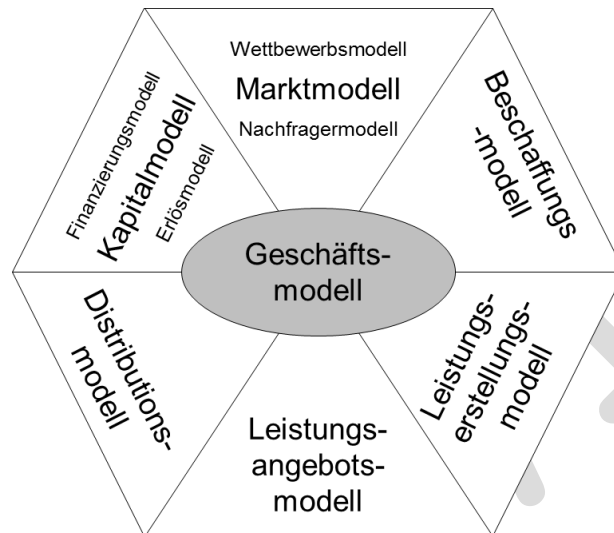 Wettbewerbsmodell
Marktmodell
Nachfragermodell
Beschaffungs
-modell
Leistungs-
erstellungs-
modell
Leistungs-
angebots-
modell
Distributions-
modell
Finanzierungsmodell
Kapitalmodell
Erlösmodell
Geschäfts-
modell